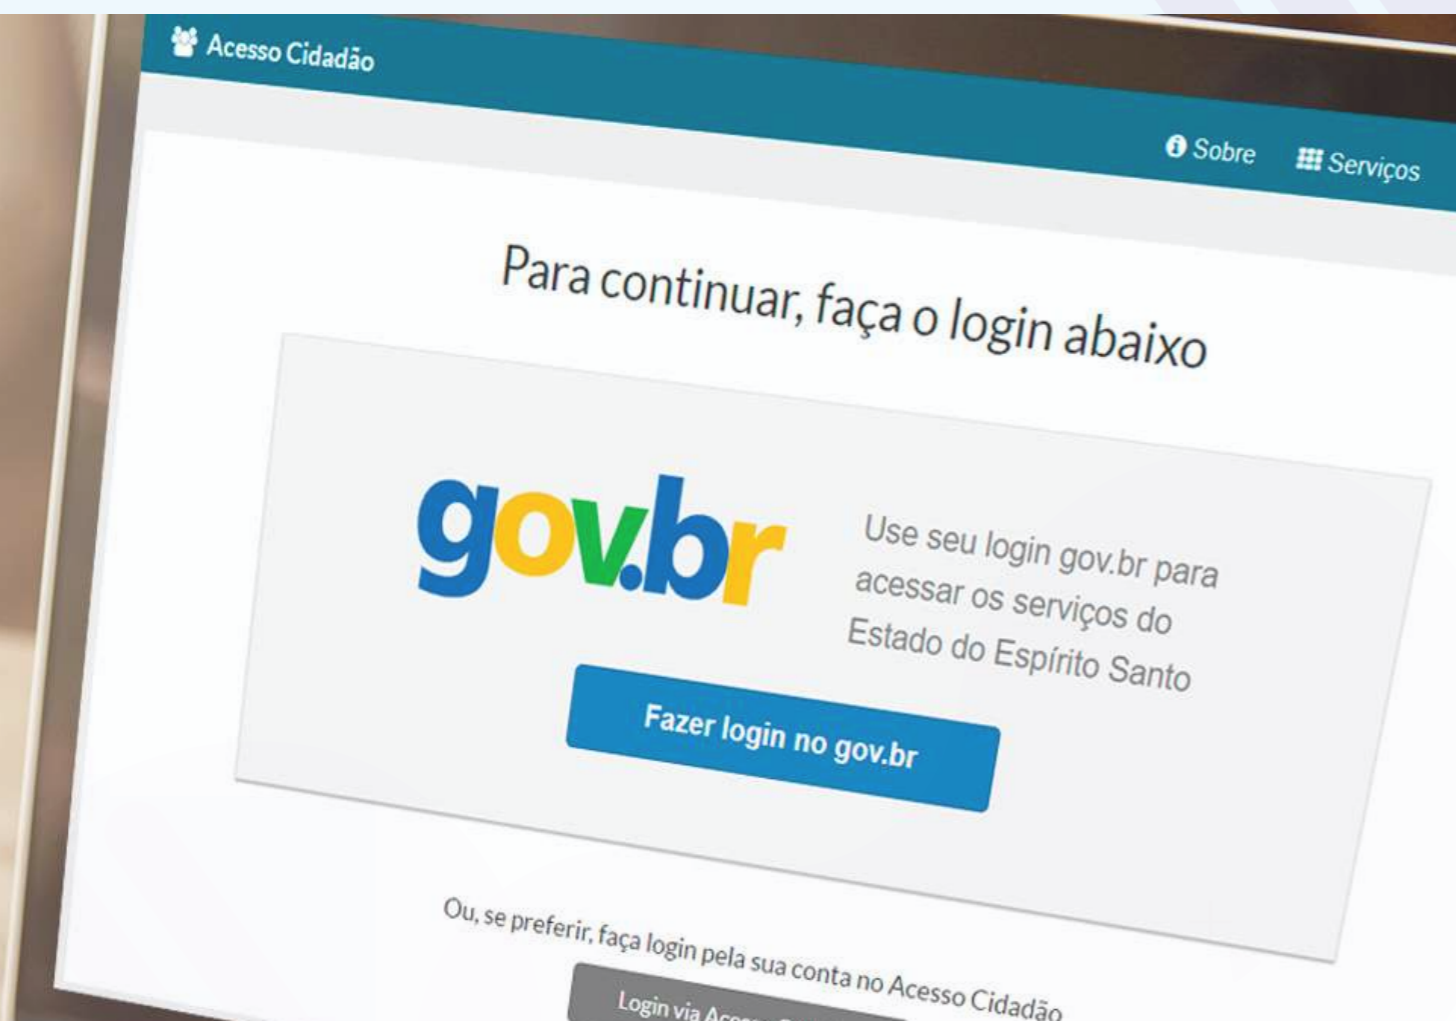 Acesso Cidadão
Sobre
Serviços
Para continuar, faça o login abaixo
gov.br
Use seu login gov.br para
acessar os serviços do
Estado do Espírito Santo
Fazer login no gov.br
Ou, se preferir, faça login pela sua conta no Acesso Cidadão
Login via